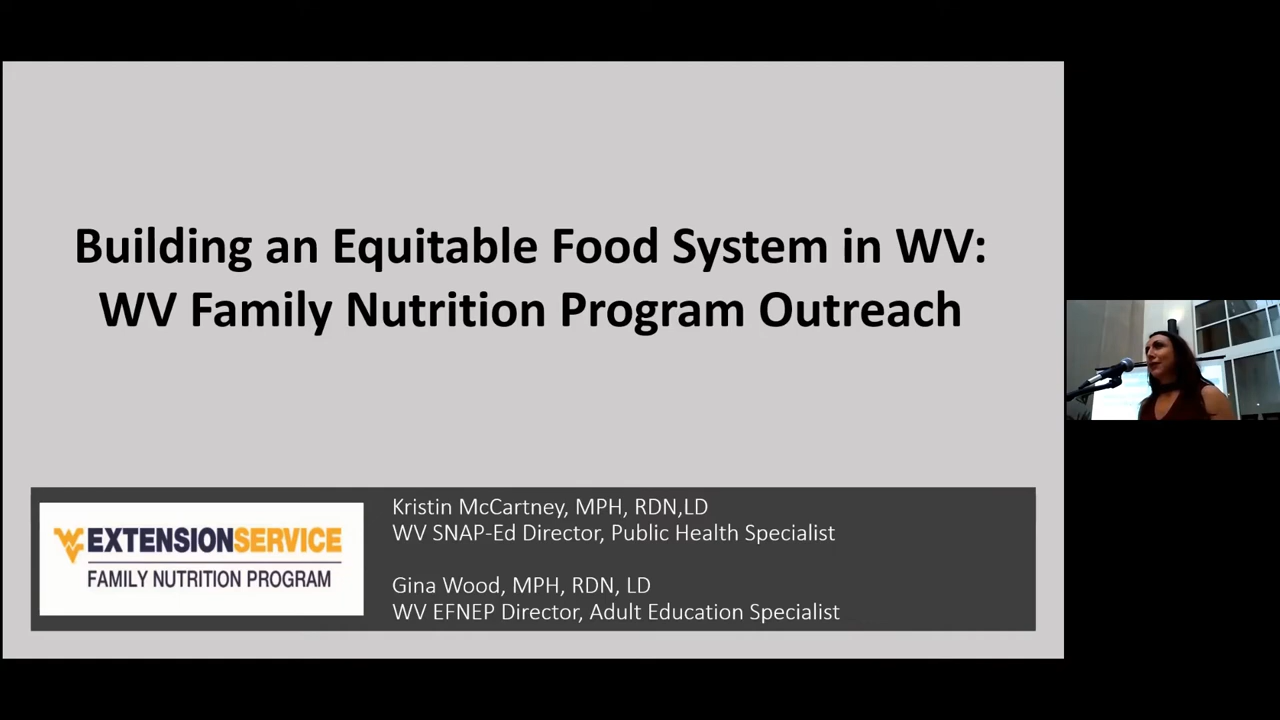 Building an Equitable Food System in WV:
WV Family Nutrition Program Outreach
EXTENSIONSERVICE
FAMILY NUTRITION PROGRAM
Kristin McCartney, MPH, RDN,LD
WV SNAP-Ed Director, Public Health Specialist
Gina Wood, MPH, RDN, LD
WV EFNEP Director, Adult Education Specialist